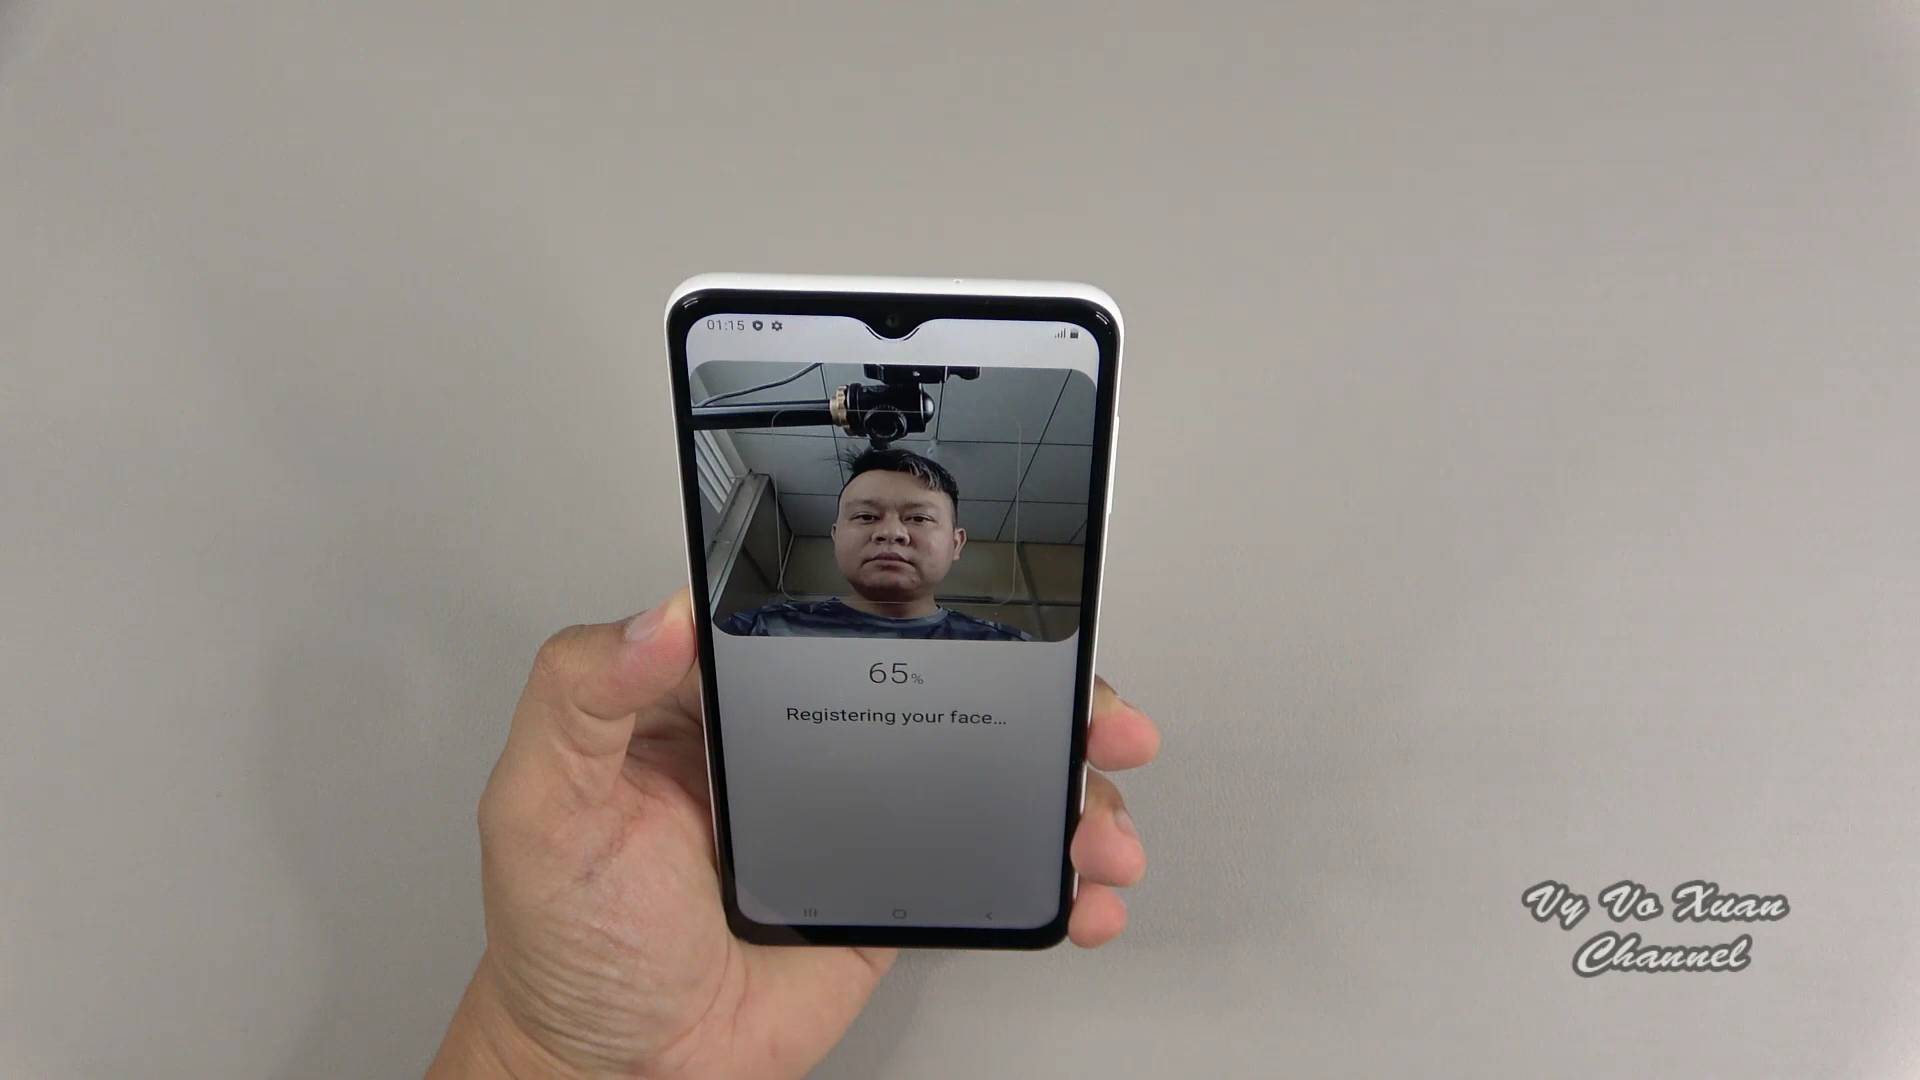 01:15
65%
Registering your face...
Vy Vo Xuan
Channel